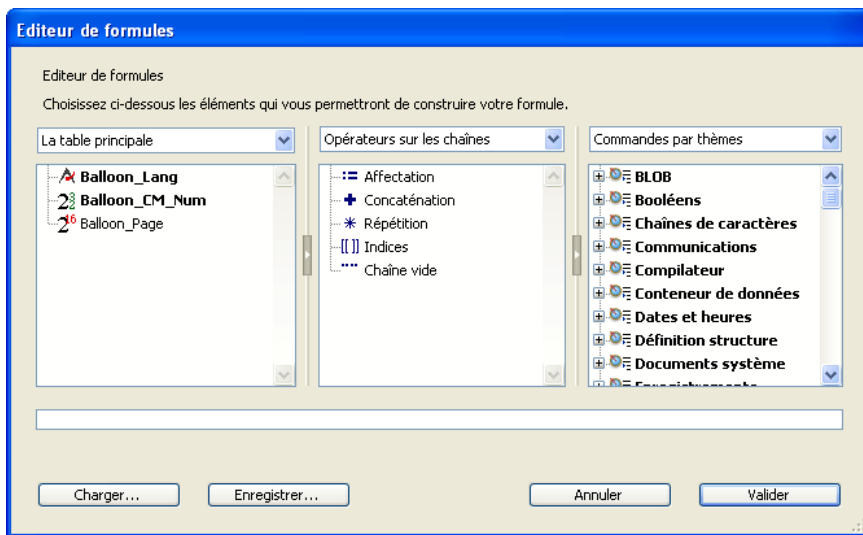 Editeur de formules
Editeur de formules
Choisissez ci-dessous les éléments qui vous permettront de construire votre formule.
La table principale
Opérateurs sur les chaînes
Commandes par thèmes
Balloon_Lang
Balloon_CM_Num
Balloon_Page
:= Affectation
+ Concaténation
* Répétition
[[ ]] Indices
"" Chaîne vide
BLOB
Booléens
Chaînes de caractères
Communications
Compilateur
Conteneur de données
Dates et heures
Définition structure
Documents système
Charger...
Enregistrer...
Annuler
Valider